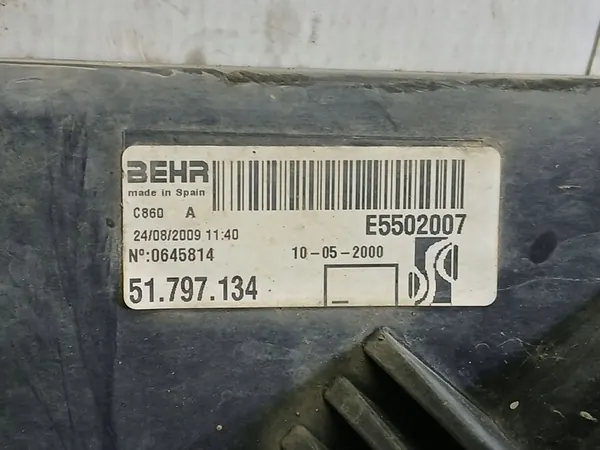 BEHR
made in Spain
C860 A
24/08/2009 11:40
E5502007
Nº:0645814
10-05-2000
51.797.134